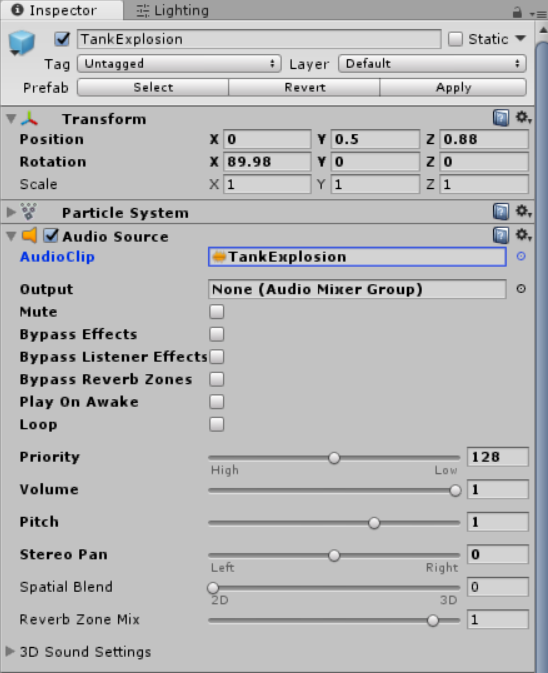 Inspector Lighting
TankExplosion Static
Tag Untagged Layer Default
Prefab Select Revert Apply
Transform
Position X 0 Y 0.5 Z 0.88
Rotation X 89.98 Y 0 Z 0
Scale X 1 Y 1 Z 1
Particle System
Audio Source
AudioClip TankExplosion
Output None (Audio Mixer Group)
Mute
Bypass Effects
Bypass Listener Effects
Bypass Reverb Zones
Play On Awake
Loop
Priority 128
High Low
Volume 1
Pitch 1
Stereo Pan 0
Left Right
Spatial Blend 0
2D 3D
Reverb Zone Mix 1
3D Sound Settings